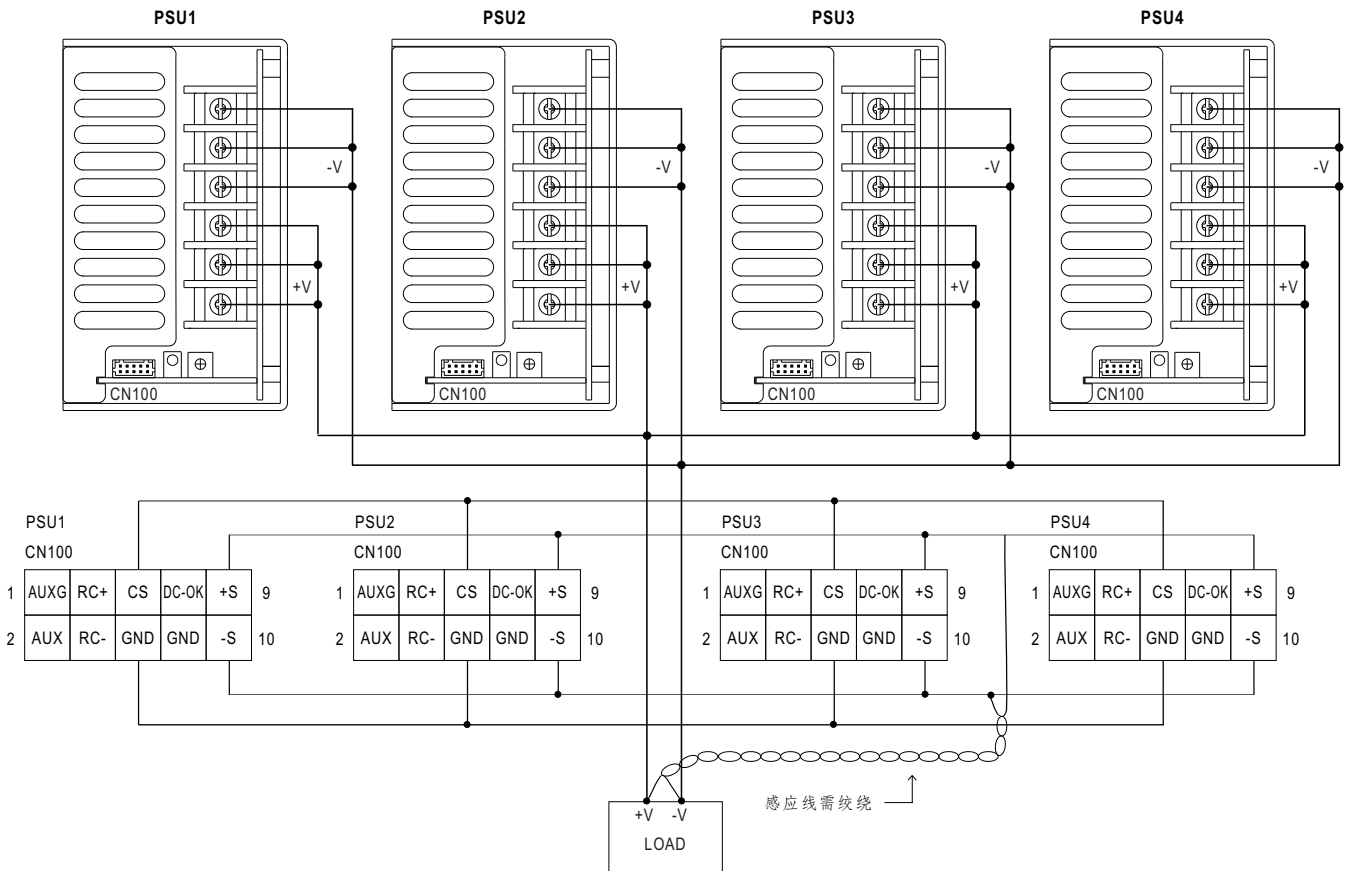 PSU1 PSU2 PSU3 PSU4
-V -V -V -V
+V +V +V +V
CN100 CN100 CN100 CN100
PSU1 PSU2 PSU3 PSU4
CN100 CN100 CN100 CN100
1 AUXG RC+ CS DC-OK +S 9 1 AUXG RC+ CS DC-OK +S 9 1 AUXG RC+ CS DC-OK +S 9 1 AUXG RC+ CS DC-OK +S 9
2 AUX RC- GND GND -S 10 2 AUX RC- GND GND -S 10 2 AUX RC- GND GND -S 10 2 AUX RC- GND GND -S 10
感应线需绞绕
+V -V
LOAD